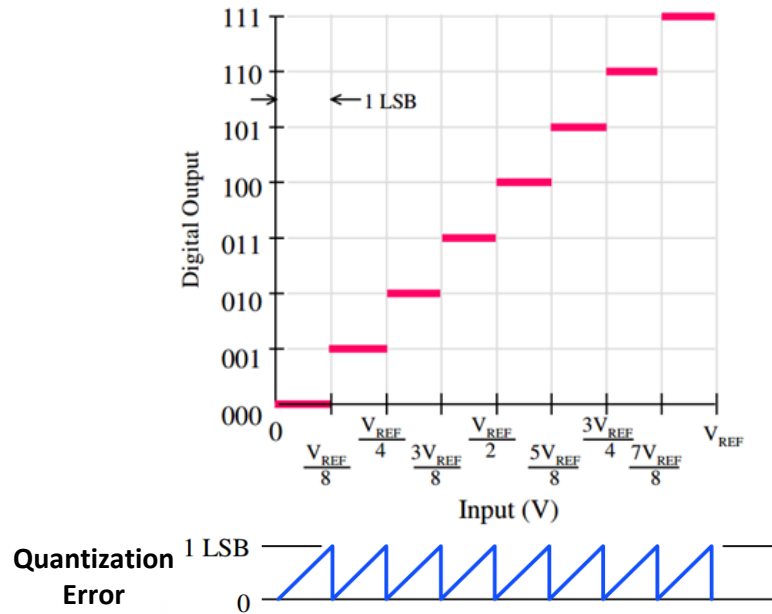 111
110
1 LSB
101
100
011
010
001
000
Digital Output
0
V_REF/8
V_REF/4
3V_REF/8
V_REF/2
5V_REF/8
3V_REF/4
7V_REF/8
V_REF
Input (V)
Quantization
Error
1 LSB
0